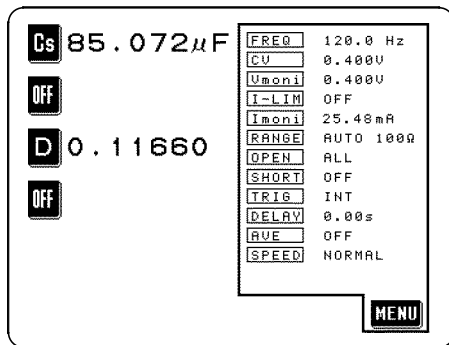 Cs 85.072μF
OFF
D 0.11660
OFF
FREQ 120.0 Hz
CV 0.400V
Vmoni 0.400V
I-LIM OFF
Imoni 25.48mA
RANGE AUTO 100Ω
OPEN ALL
SHORT OFF
TRIG INT
DELAY 0.00s
AVE OFF
SPEED NORMAL
MENU